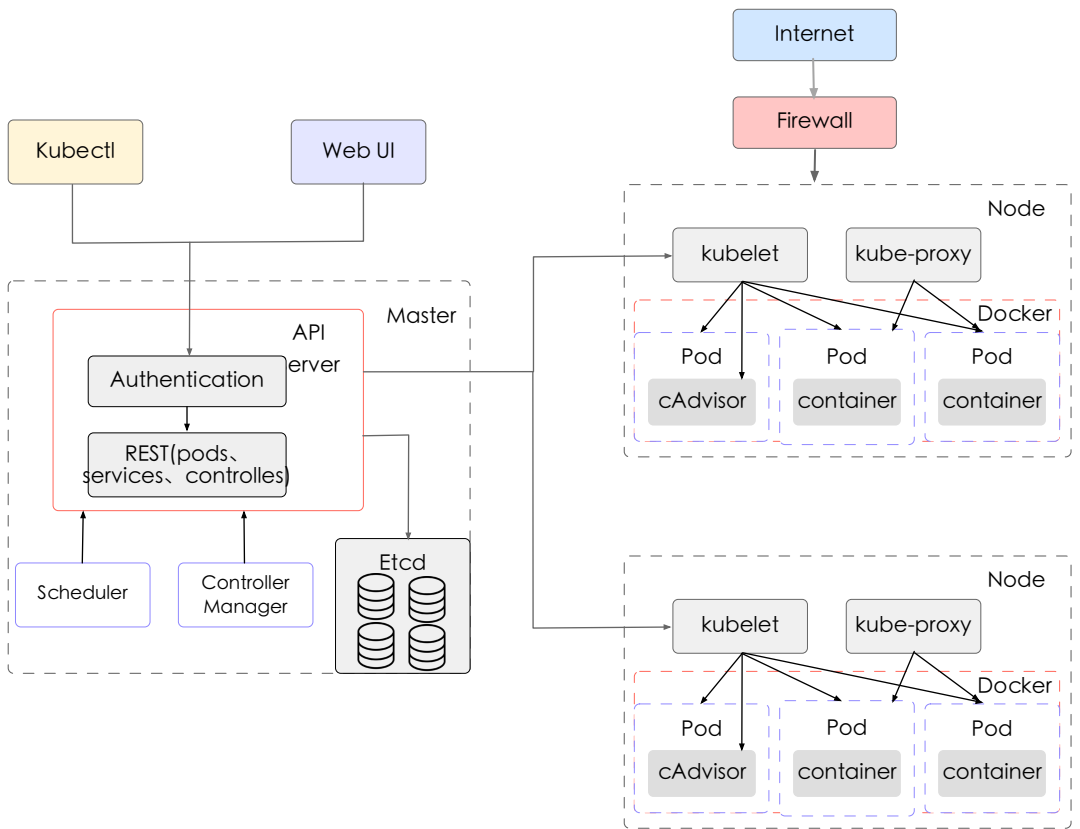 Internet
Firewall
Kubectl
Web UI
Node
kubelet
kube-proxy
Docker
Pod
Pod
Pod
cAdvisor
container
container
Master
API
erver
Authentication
REST(pods、
services、controlles)
Scheduler
Controller
Manager
Etcd
Node
kubelet
kube-proxy
Docker
Pod
Pod
Pod
cAdvisor
container
container